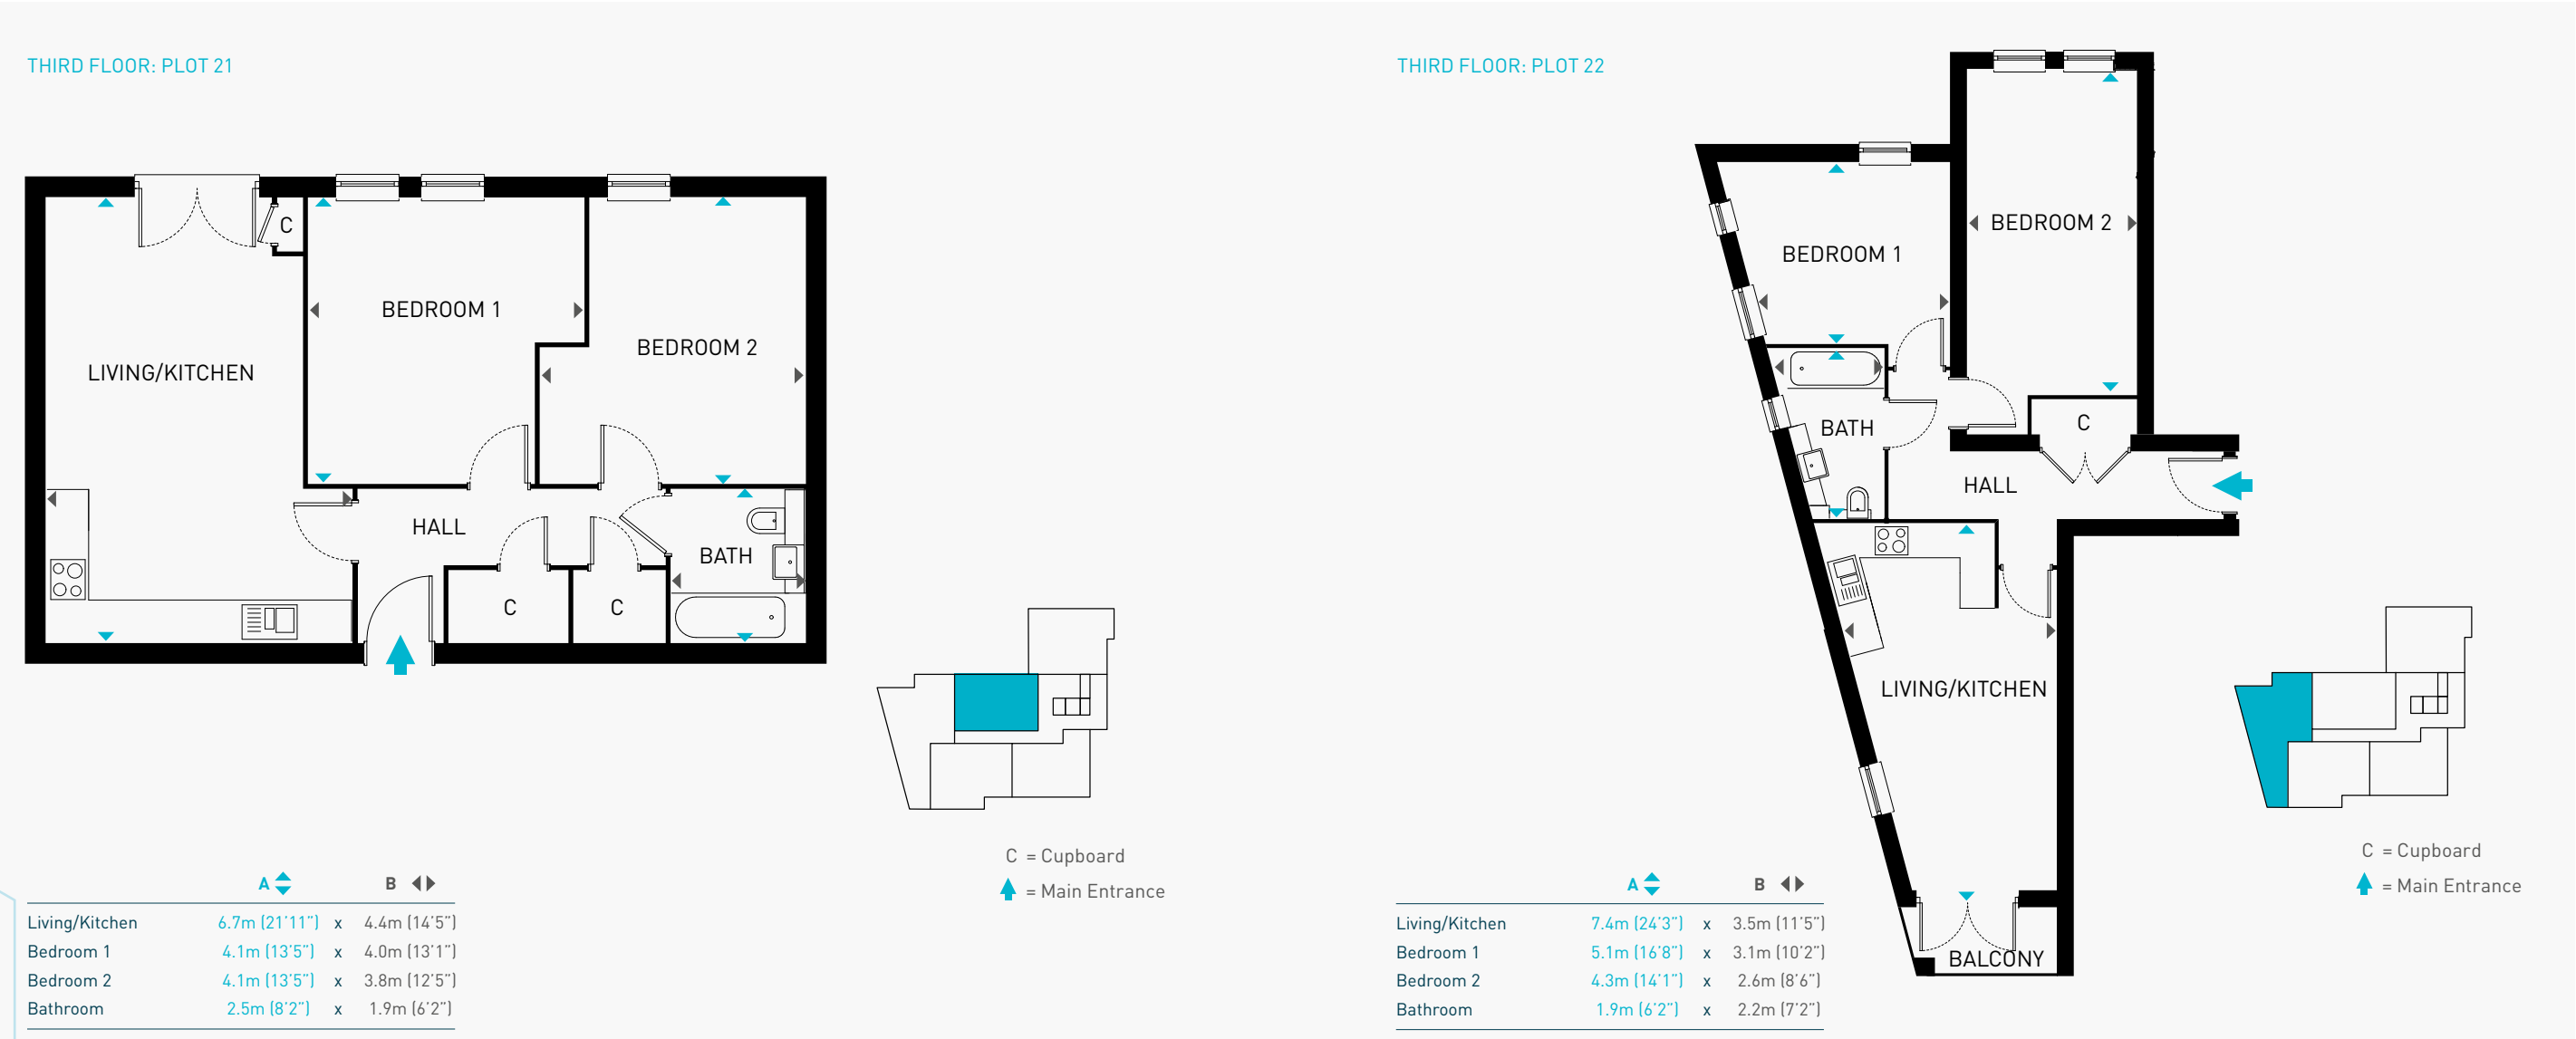 THIRD FLOOR: PLOT 21
C
BEDROOM 1
BEDROOM 2
LIVING/KITCHEN
HALL
BATH
C
C
C = Cupboard
= Main Entrance
A B
Living/Kitchen 6.7m (21'11") x 4.4m (14'5")
Bedroom 1 4.1m (13'5") x 4.0m (13'1")
Bedroom 2 4.1m (13'5") x 3.8m (12'5")
Bathroom 2.5m (8'2") x 1.9m (6'2")
THIRD FLOOR: PLOT 22
BEDROOM 2
BEDROOM 1
BATH
C
HALL
LIVING/KITCHEN
BALCONY
C = Cupboard
= Main Entrance
A B
Living/Kitchen 7.4m (24'3") x 3.5m (11'5")
Bedroom 1 5.1m (16'8") x 3.1m (10'2")
Bedroom 2 4.3m (14'1") x 2.6m (8'6")
Bathroom 1.9m (6'2") x 2.2m (7'2")